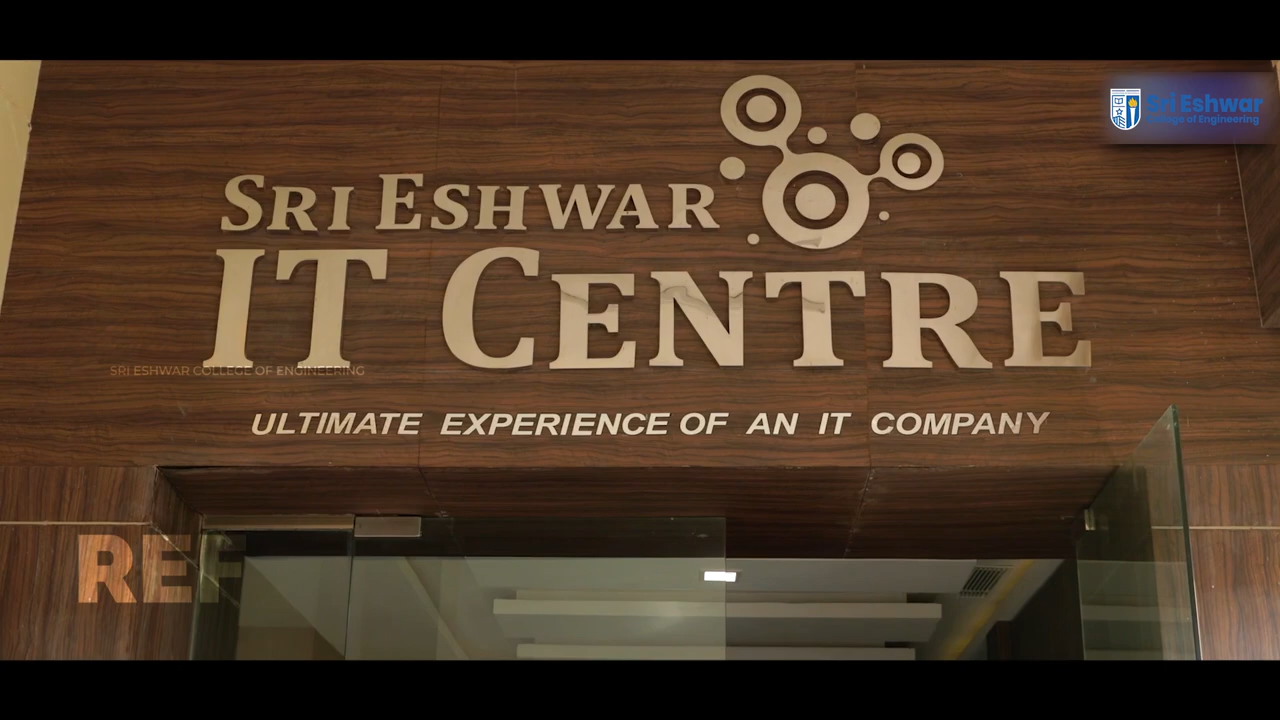 Sri Eshwar
College of Engineering
SRI ESHWAR
IT CENTRE
SRI ESHWAR COLLEGE OF ENGINEERING
ULTIMATE EXPERIENCE OF AN IT COMPANY
REF